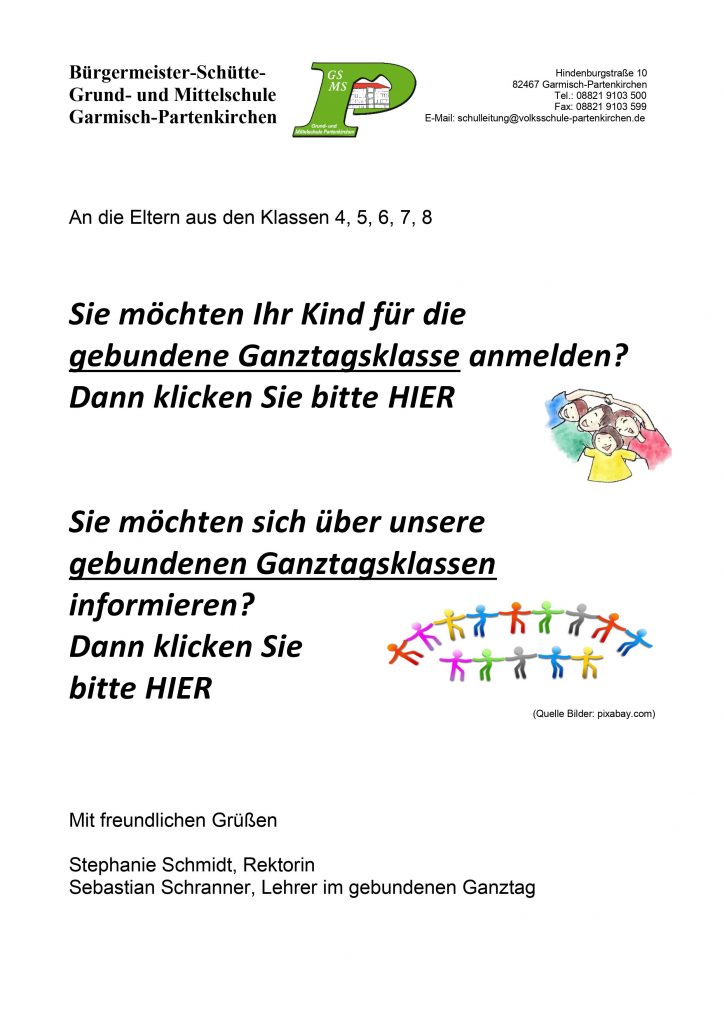 Bürgermeister-Schütte-
Grund- und Mittelschule
Garmisch-Partenkirchen
GS
MS
Grund- und
Mittelschule Partenkirchen
Hindenburgstraße 10
82467 Garmisch-Partenkirchen
Tel.: 08821 9103 500
Fax: 08821 9103 599
E-Mail: schulleitung@volksschule-partenkirchen.de
An die Eltern aus den Klassen 4, 5, 6, 7, 8
Sie möchten Ihr Kind für die
gebundene Ganztagsklasse anmelden?
Dann klicken Sie bitte HIER
Sie möchten sich über unsere
gebundenen Ganztagsklassen
informieren?
Dann klicken Sie
bitte HIER
(Quelle Bilder: pixabay.com)
Mit freundlichen Grüßen
Stephanie Schmidt, Rektorin
Sebastian Schranner, Lehrer im gebundenen Ganztag